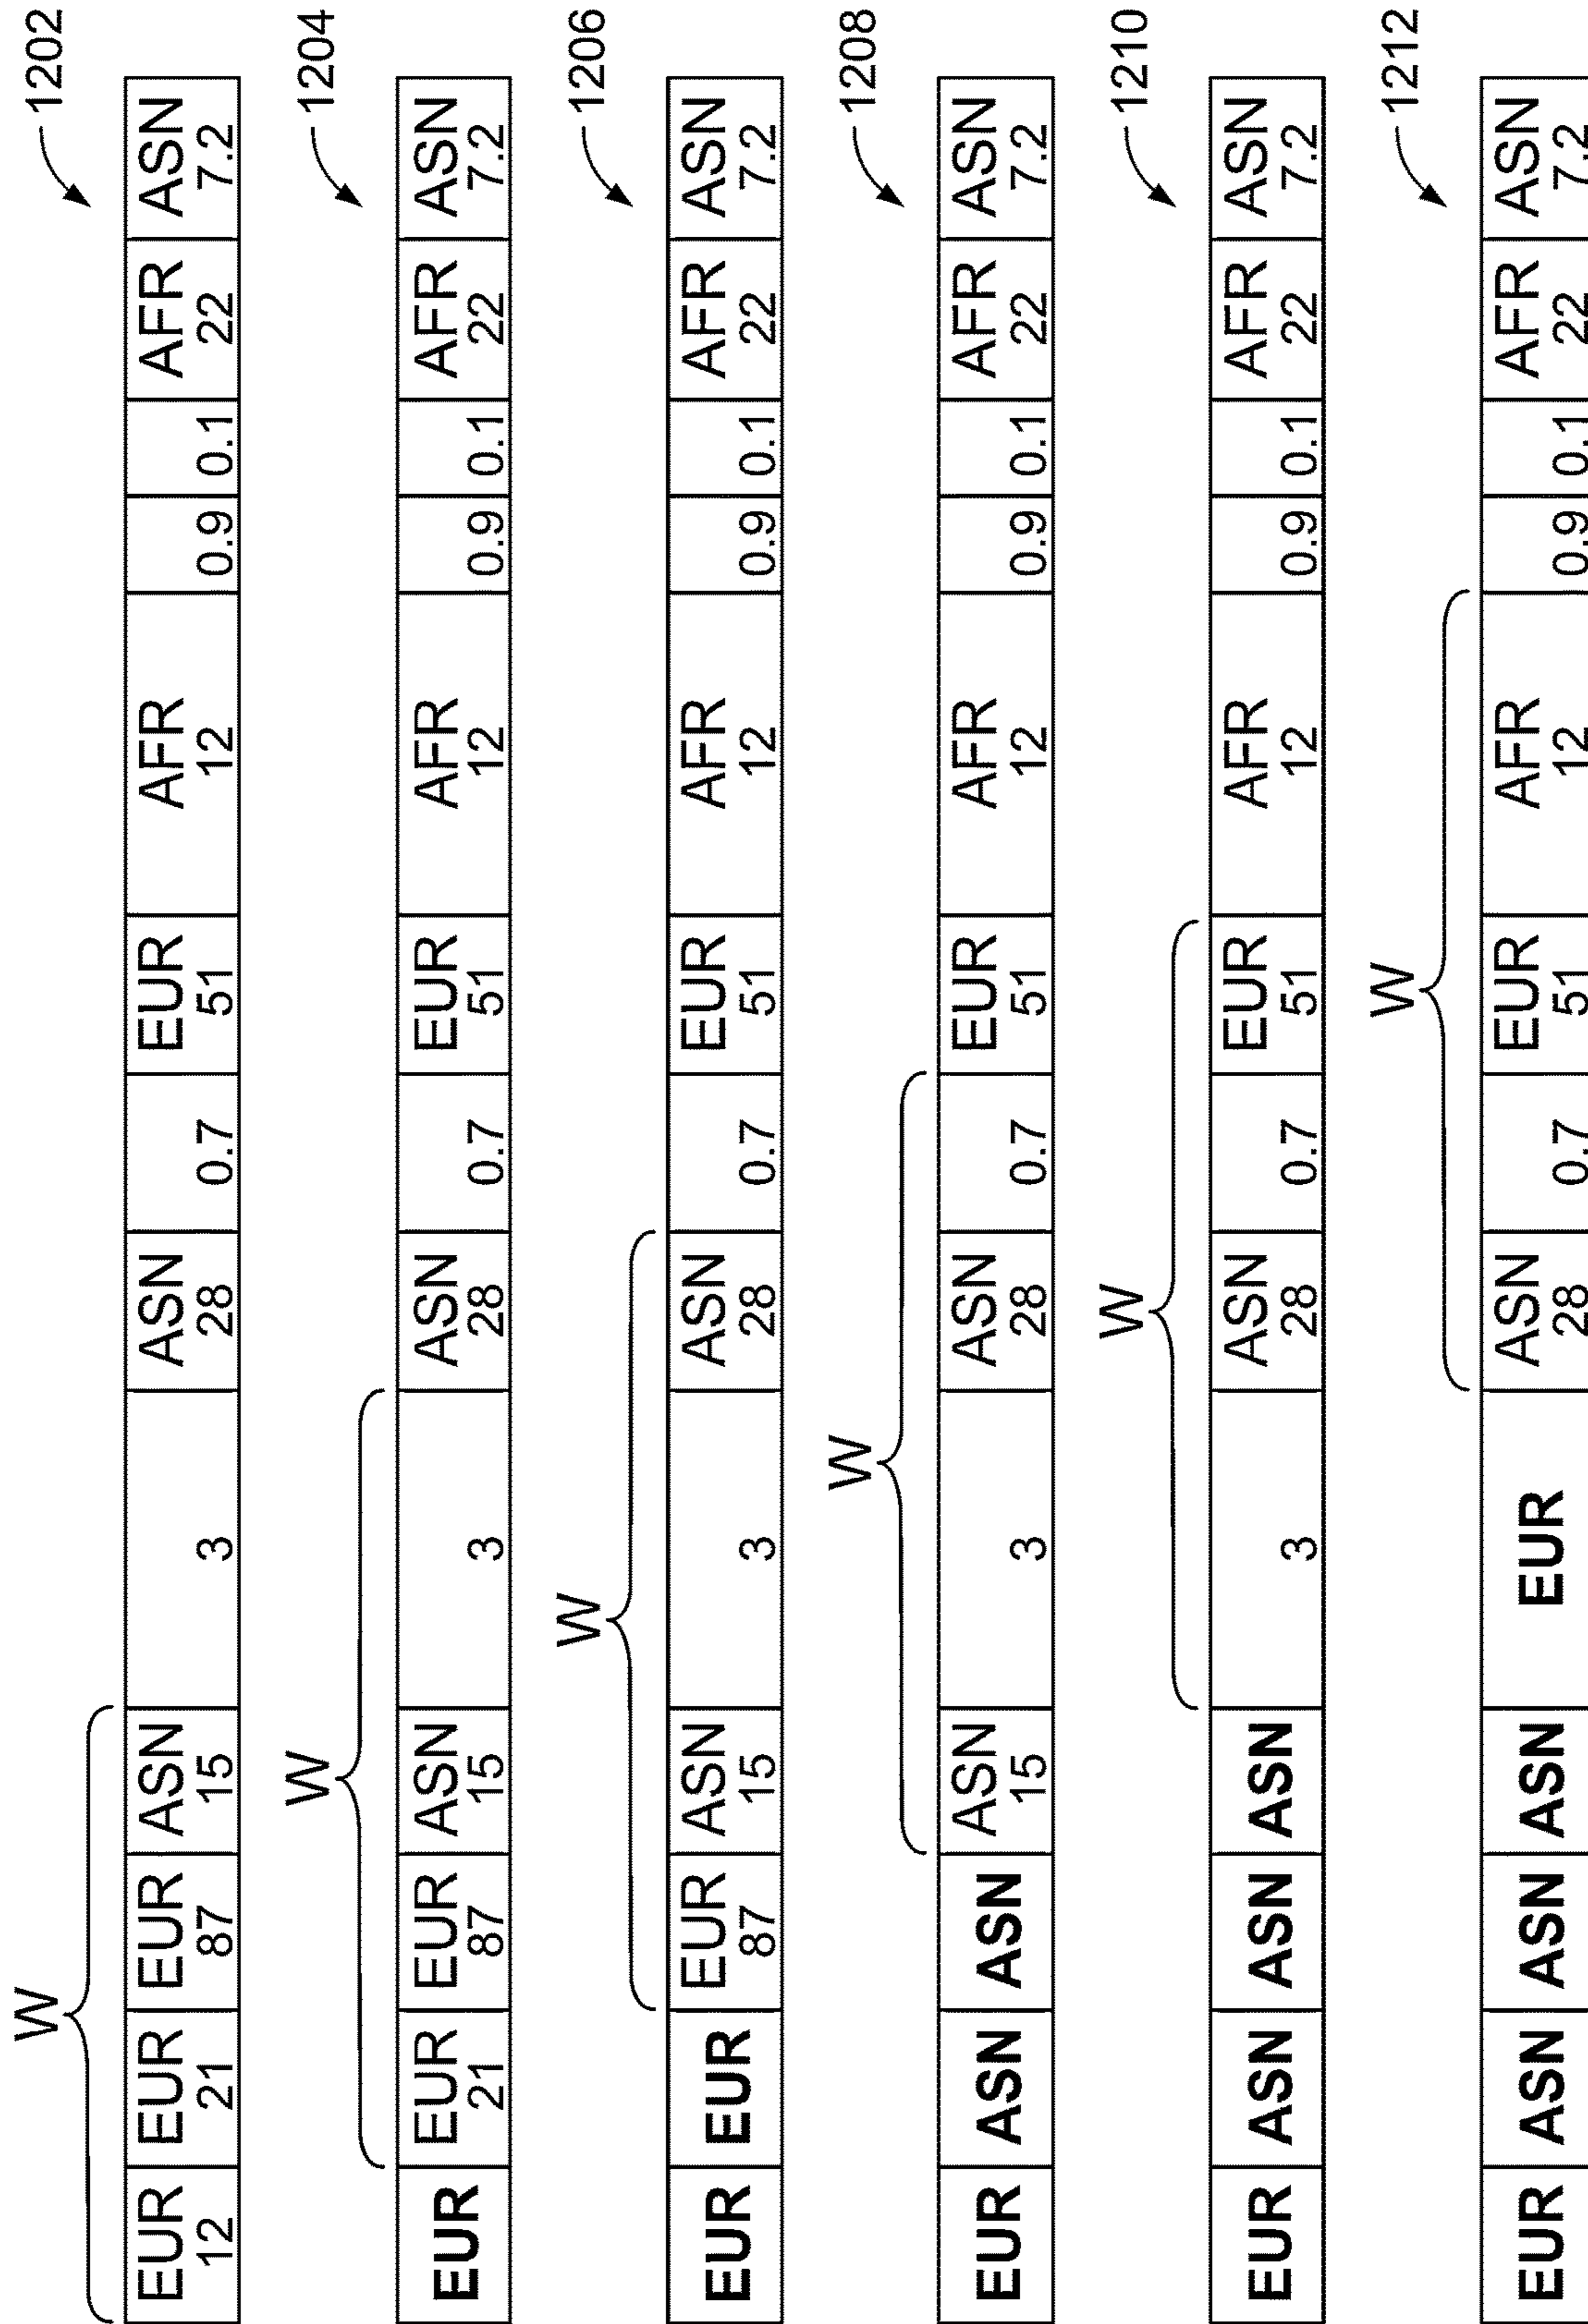 W 1202
EUR EUR EUR ASN ASN EUR AFR AFR ASN
12 21 87 15 3 28 0.7 51 12 0.9 0.1 22 7.2
W 1204
EUR EUR EUR ASN ASN EUR AFR AFR ASN
21 87 15 3 28 0.7 51 12 0.9 0.1 22 7.2
W 1206
EUR EUR EUR ASN ASN EUR AFR AFR ASN
87 15 3 28 0.7 51 12 0.9 0.1 22 7.2
W 1208
EUR ASN ASN ASN ASN EUR AFR AFR ASN
15 3 28 0.7 51 12 0.9 0.1 22 7.2
W 1210
EUR ASN ASN ASN ASN EUR AFR AFR ASN
3 28 0.7 51 12 0.9 0.1 22 7.2
W 1212
EUR ASN ASN ASN EUR ASN EUR AFR AFR ASN
28 0.7 51 12 0.9 0.1 22 7.2